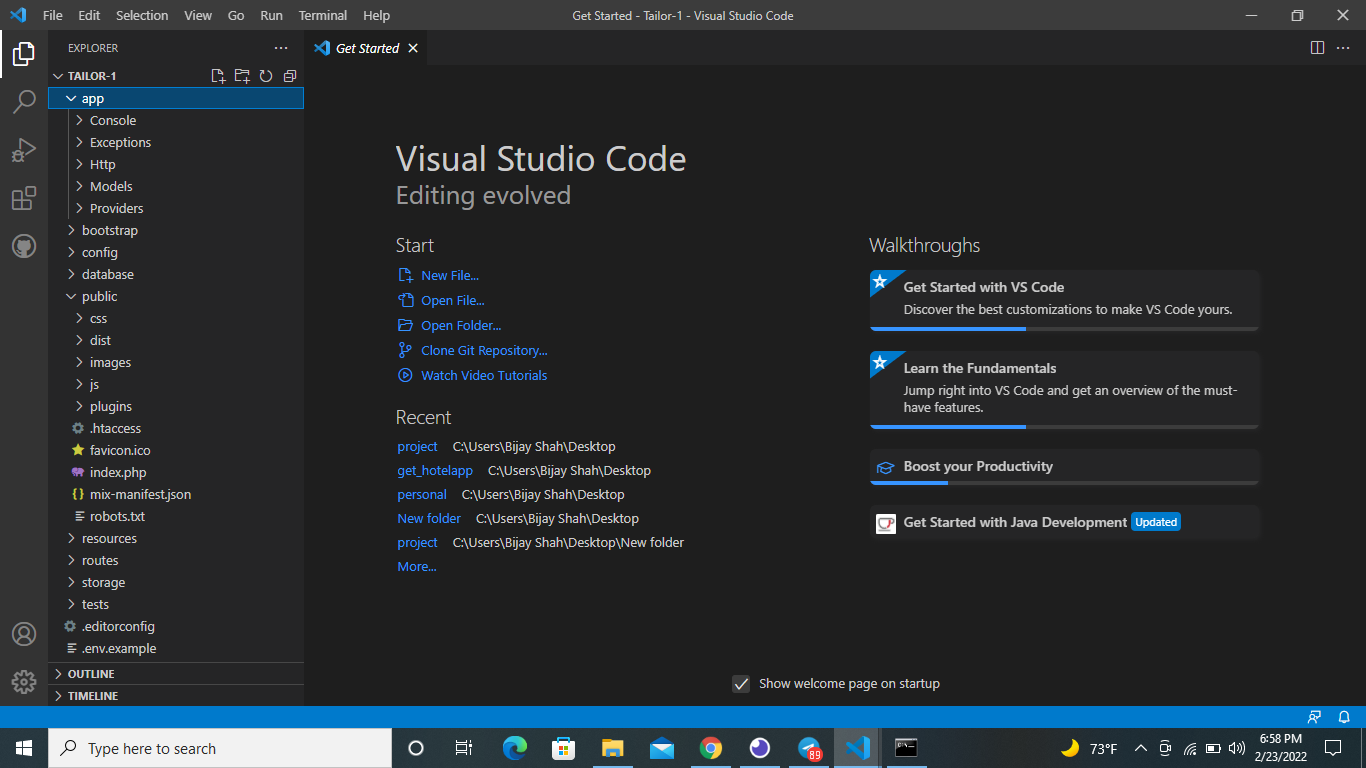 File Edit Selection View Go Run Terminal Help
Get Started - Tailor-1 - Visual Studio Code
EXPLORER
Get Started
TAILOR-1
app
Console
Exceptions
Http
Models
Providers
bootstrap
config
database
public
css
dist
images
js
plugins
.htaccess
favicon.ico
index.php
mix-manifest.json
robots.txt
resources
routes
storage
tests
.editorconfig
.env.example
OUTLINE
TIMELINE
Visual Studio Code
Editing evolved
Start
New File...
Open File...
Open Folder...
Clone Git Repository...
Watch Video Tutorials
Recent
project C:\Users\Bijay Shah\Desktop
get_hotelapp C:\Users\Bijay Shah\Desktop
personal C:\Users\Bijay Shah\Desktop
New folder C:\Users\Bijay Shah\Desktop
project C:\Users\Bijay Shah\Desktop\New folder
More...
Walkthroughs
Get Started with VS Code
Discover the best customizations to make VS Code yours.
Learn the Fundamentals
Jump right into VS Code and get an overview of the must-
have features.
Boost your Productivity
Get Started with Java Development Updated
Show welcome page on startup
Type here to search
89
73°F
6:58 PM
2/23/2022